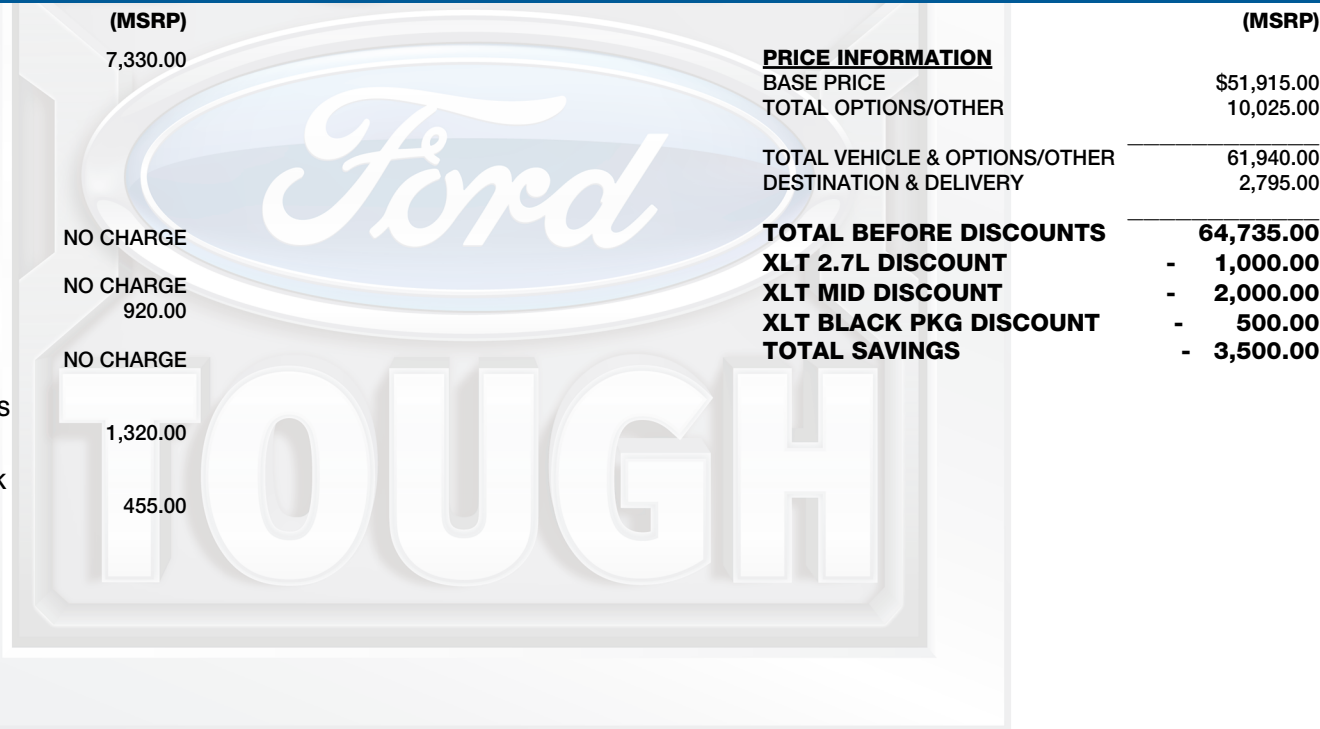 (MSRP)
7,330.00
NO CHARGE
NO CHARGE
920.00
NO CHARGE
S
1,320.00
K
455.00
(MSRP)
PRICE INFORMATION
BASE PRICE $51,915.00
TOTAL OPTIONS/OTHER 10,025.00
TOTAL VEHICLE & OPTIONS/OTHER 61,940.00
DESTINATION & DELIVERY 2,795.00
TOTAL BEFORE DISCOUNTS 64,735.00
XLT 2.7L DISCOUNT - 1,000.00
XLT MID DISCOUNT - 2,000.00
XLT BLACK PKG DISCOUNT - 500.00
TOTAL SAVINGS - 3,500.00
Ford
TOUGH